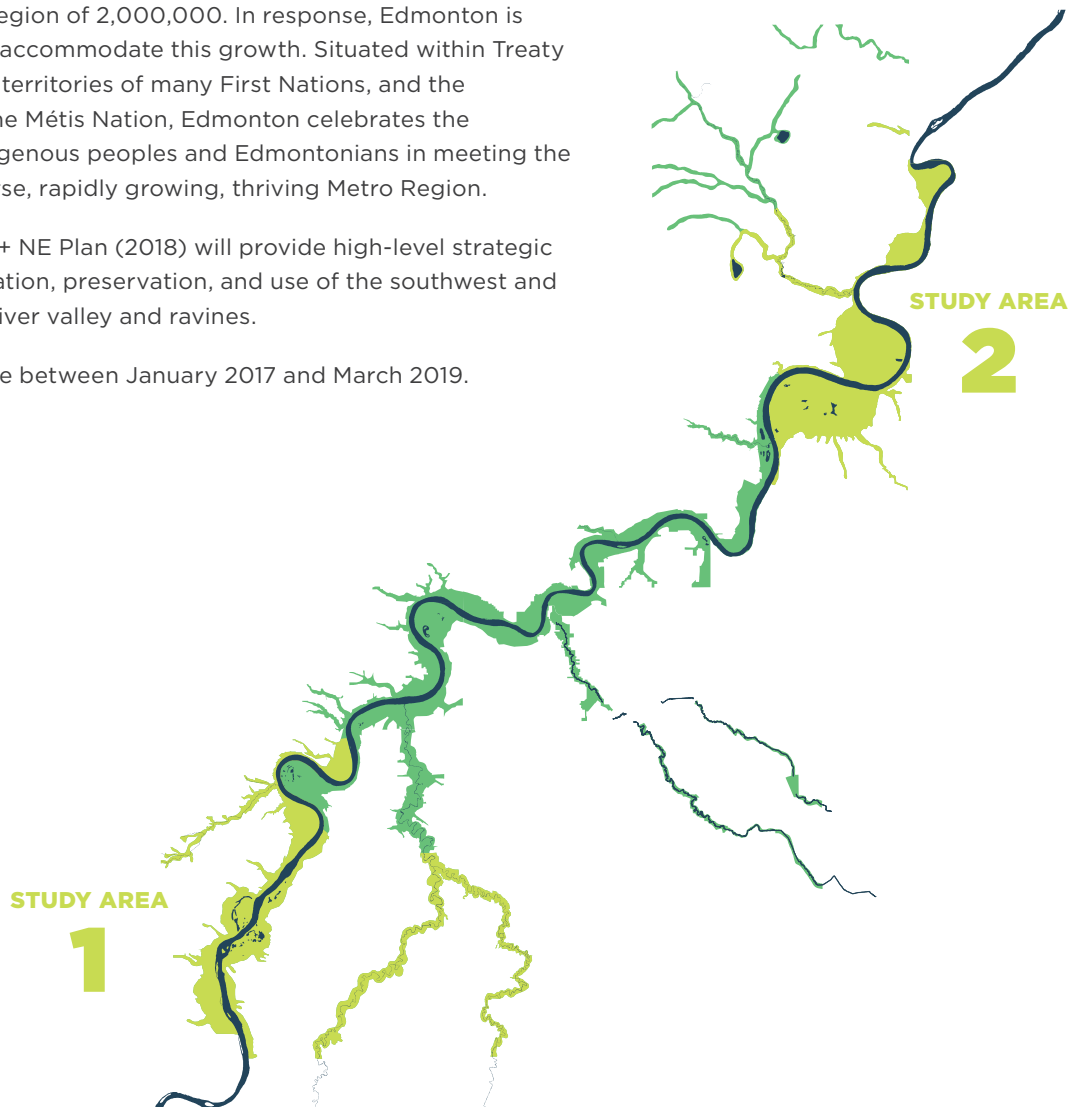 egion of 2,000,000. In response, Edmonton is
accommodate this growth. Situated within Treaty
territories of many First Nations, and the
ne Métis Nation, Edmonton celebrates the
genous peoples and Edmontonians in meeting the
rse, rapidly growing, thriving Metro Region.
+ NE Plan (2018) will provide high-level strategic
ation, preservation, and use of the southwest and
iver valley and ravines.
e between January 2017 and March 2019.
STUDY AREA
2
STUDY AREA
1